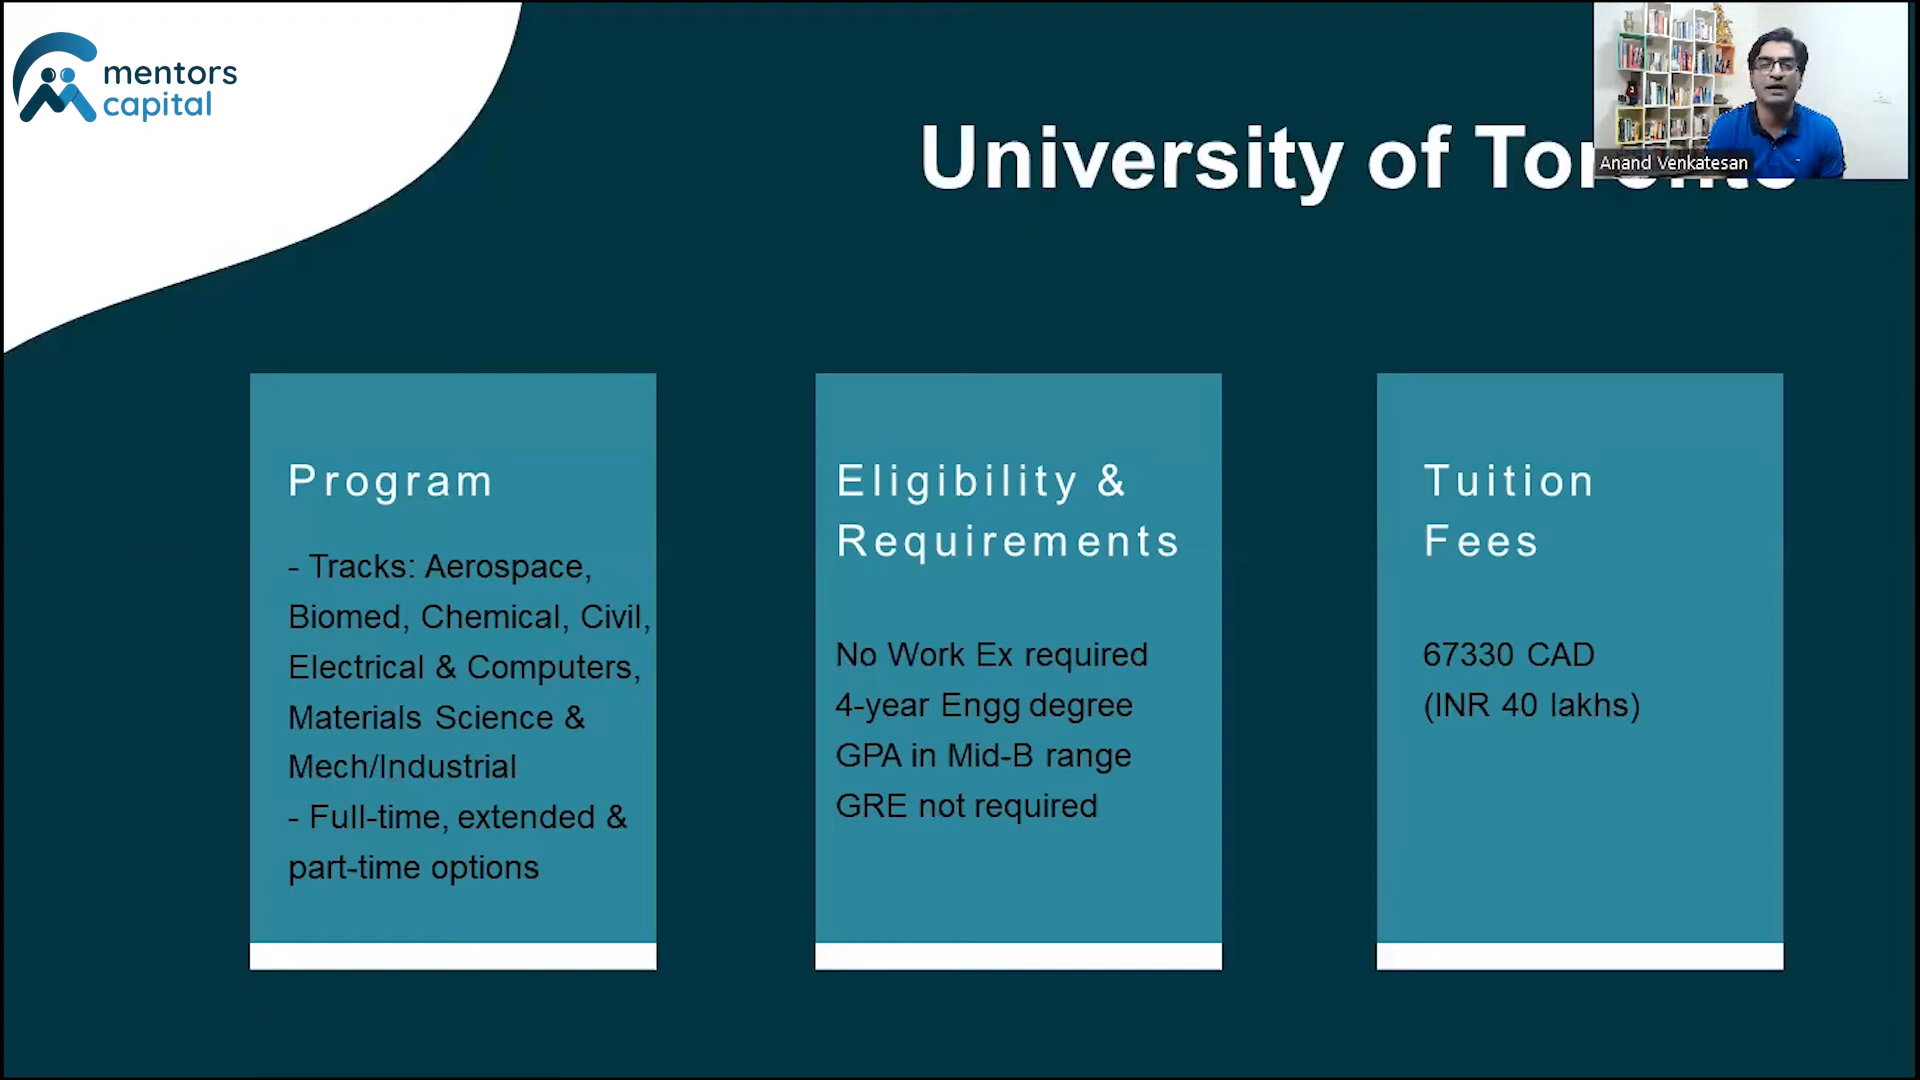 mentors
capital
University of
Anand Venkatesan
Program
- Tracks: Aerospace,
Biomed, Chemical, Civil,
Electrical & Computers,
Materials Science &
Mech/Industrial
- Full-time, extended &
part-time options
Eligibility &
Requirements
No Work Ex required
4-year Engg degree
GPA in Mid-B range
GRE not required
Tuition
Fees
67330 CAD
(INR 40 lakhs)